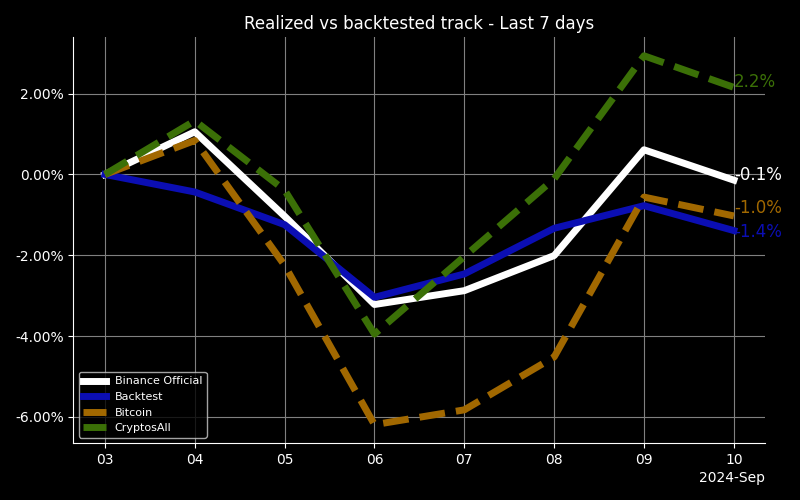 Realized vs backtested track - Last 7 days
2.00%
0.00%
-2.00%
-4.00%
-6.00%
2.2%
-0.1%
-1.0%
-1.4%
Binance Official
Backtest
Bitcoin
CryptosAll
03 04 05 06 07 08 09 10
2024-Sep